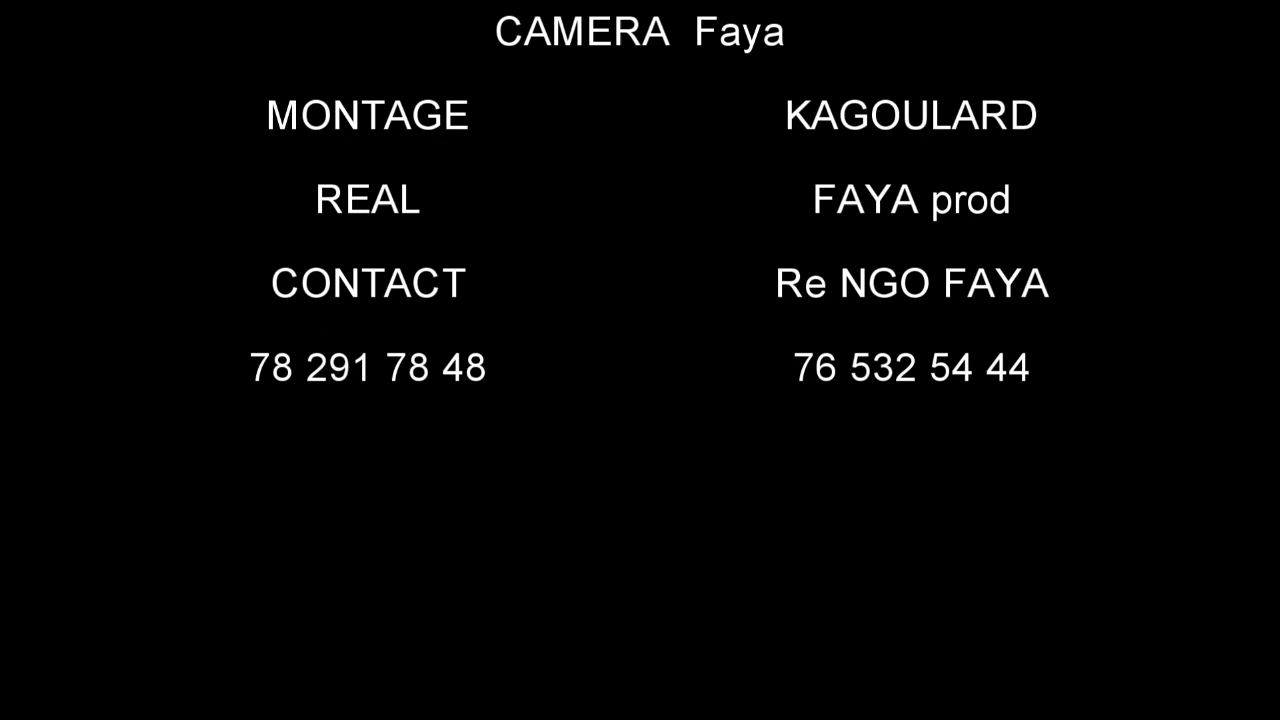 CAMERA Faya
MONTAGE KAGOULARD
REAL FAYA prod
CONTACT Re NGO FAYA
78 291 78 48 76 532 54 44